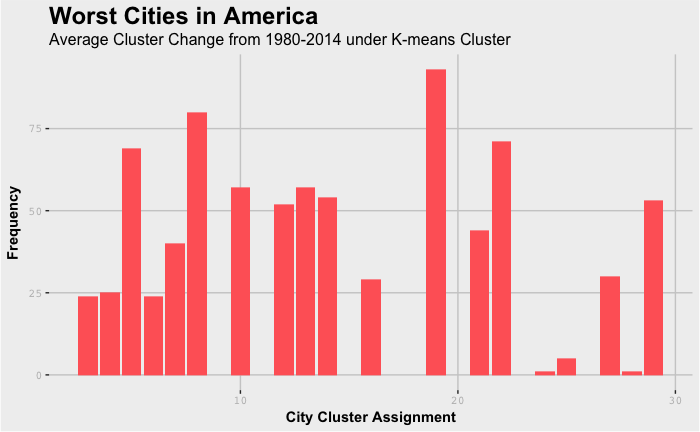 Worst Cities in America
Average Cluster Change from 1980-2014 under K-means Cluster
Frequency
75
50
25
0
10 20 30
City Cluster Assignment